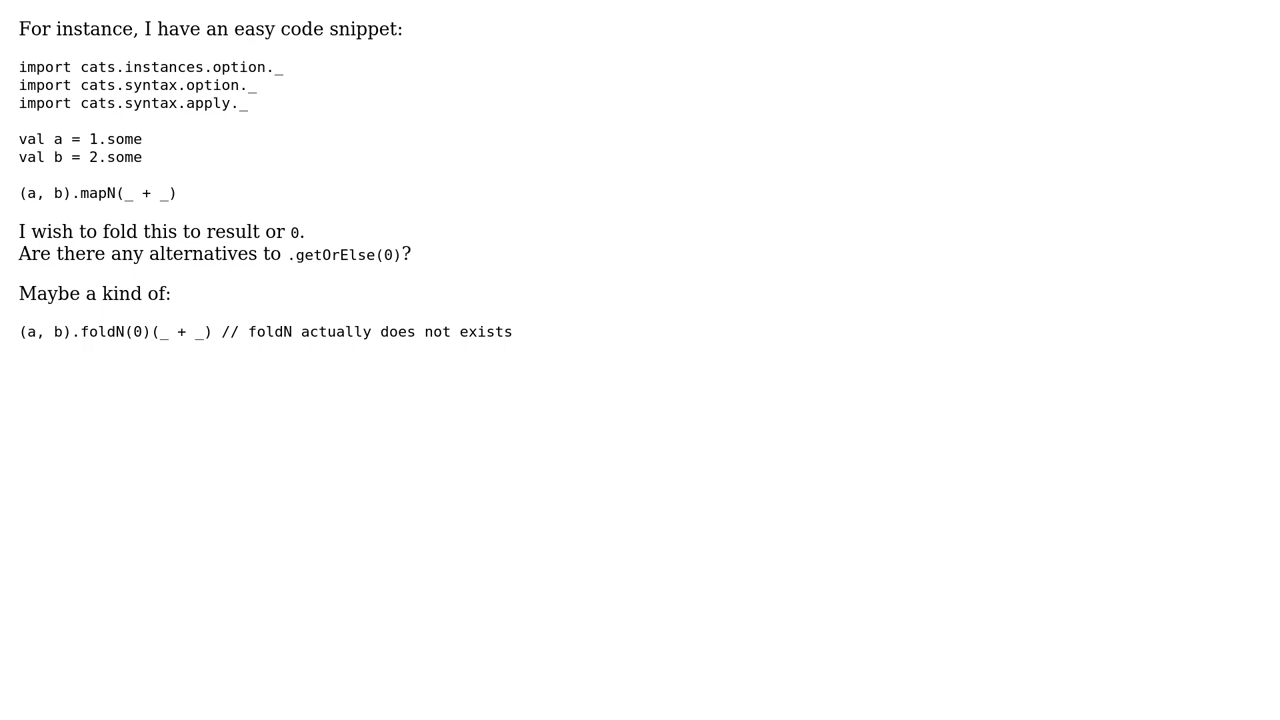 For instance, I have an easy code snippet:
import cats.instances.option._
import cats.syntax.option._
import cats.syntax.apply._
val a = 1.some
val b = 2.some
(a, b).mapN(_ + _)
I wish to fold this to result or 0.
Are there any alternatives to .getOrElse(0)?
Maybe a kind of:
(a, b).foldN(0)(_ + _) // foldN actually does not exists